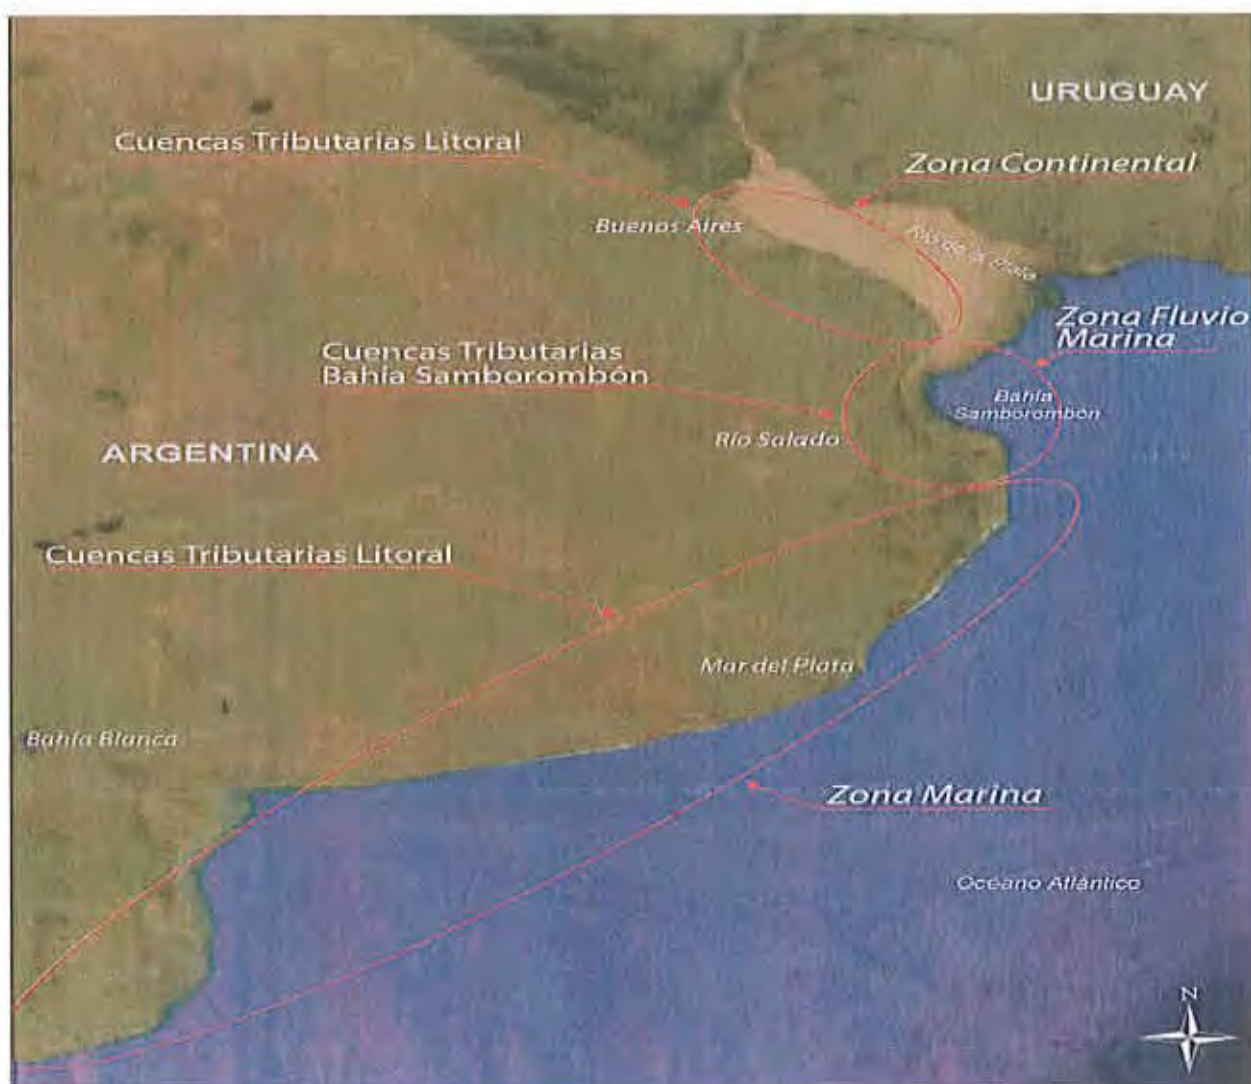 URUGUAY
Cuencas Tributarias Litoral
Zona Continental
Buenos Aires
Río de la Plata
Zona Fluvio
Marina
Cuencas Tributarias
Bahía Samborombón
Bahía
Samborombón
Río Salado
ARGENTINA
Cuencas Tributarias Litoral
Mar del Plata
Bahía Blanca
Zona Marina
Océano Atlántico
N